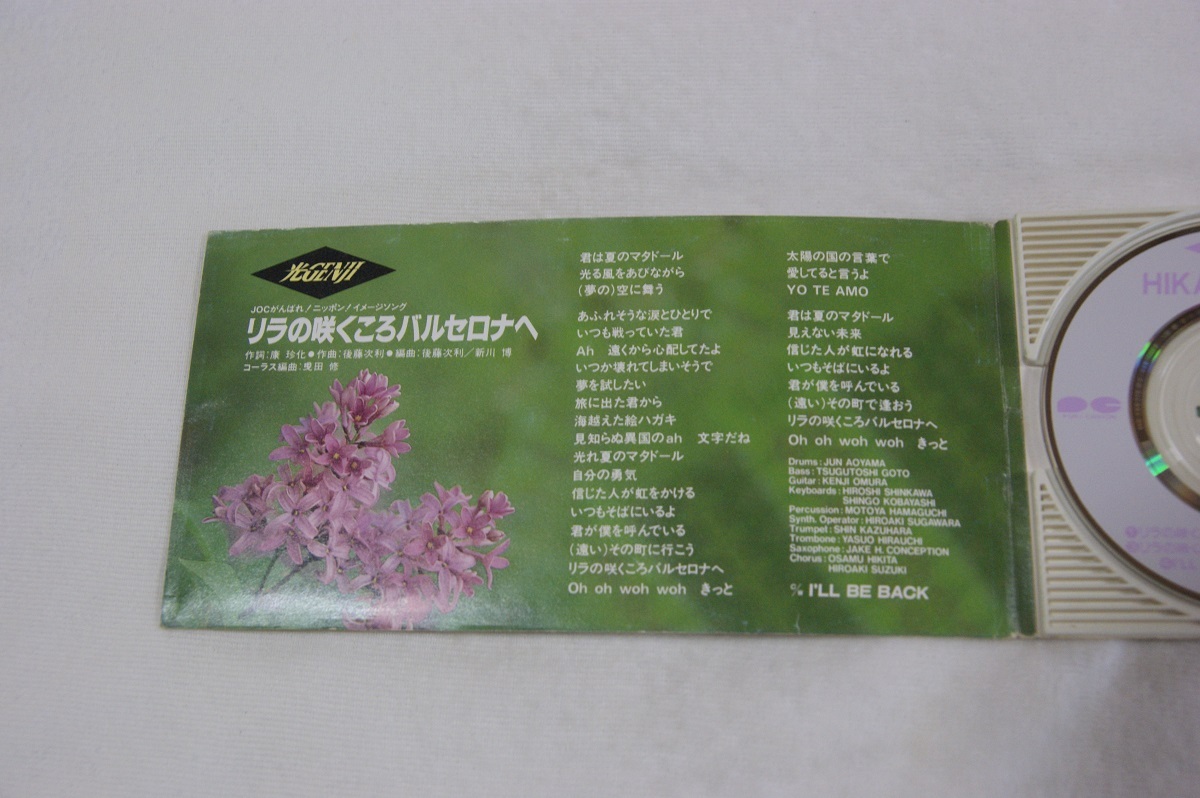 光GENJI
JOCがんばれ!ニッポン!イメージソング
リラの咲くころバルセロナへ
作詞:康 珍化●作曲:後藤次利●編曲:後藤次利/新川 博
コーラス編曲:曵田 修
君は夏のマタドール
光る風をあびながら
(夢の)空に舞う
あふれそうな涙とひとりで
いつも戦っていた君
Ah 遠くから心配してたよ
いつか壊れてしまいそうで
夢を試したい
旅に出た君から
海越えた絵ハガキ
見知らぬ異国のah 文字だね
光れ夏のマタドール
自分の勇気
信じた人が虹をかける
いつもそばにいるよ
君が僕を呼んでいる
(遠い)その町に行こう
リラの咲くころバルセロナへ
Oh oh woh woh きっと
太陽の国の言葉で
愛してると言うよ
YO TE AMO
君は夏のマタドール
見えない未来
信じた人が虹になれる
いつもそばにいるよ
君が僕を呼んでいる
(遠い)その町で逢おう
リラの咲くころバルセロナへ
Oh oh woh woh きっと
Drums:JUN AOYAMA
Bass:TSUGUTOSHI GOTO
Guitar:KENJI OMURA
Keyboards:HIROSHI SHINKAWA
SHINGO KOBAYASHI
Percussion:MOTOYA HAMAGUCHI
Synth. Operator:HIROAKI SUGAWARA
Trumpet:SHIN KAZUHARA
Trombone:YASUO HIRAUCHI
Saxophone:JAKE H. CONCEPTION
Chorus:OSAMU HIKITA
HIROAKI SUZUKI
c/w I'LL BE BACK
HIKA